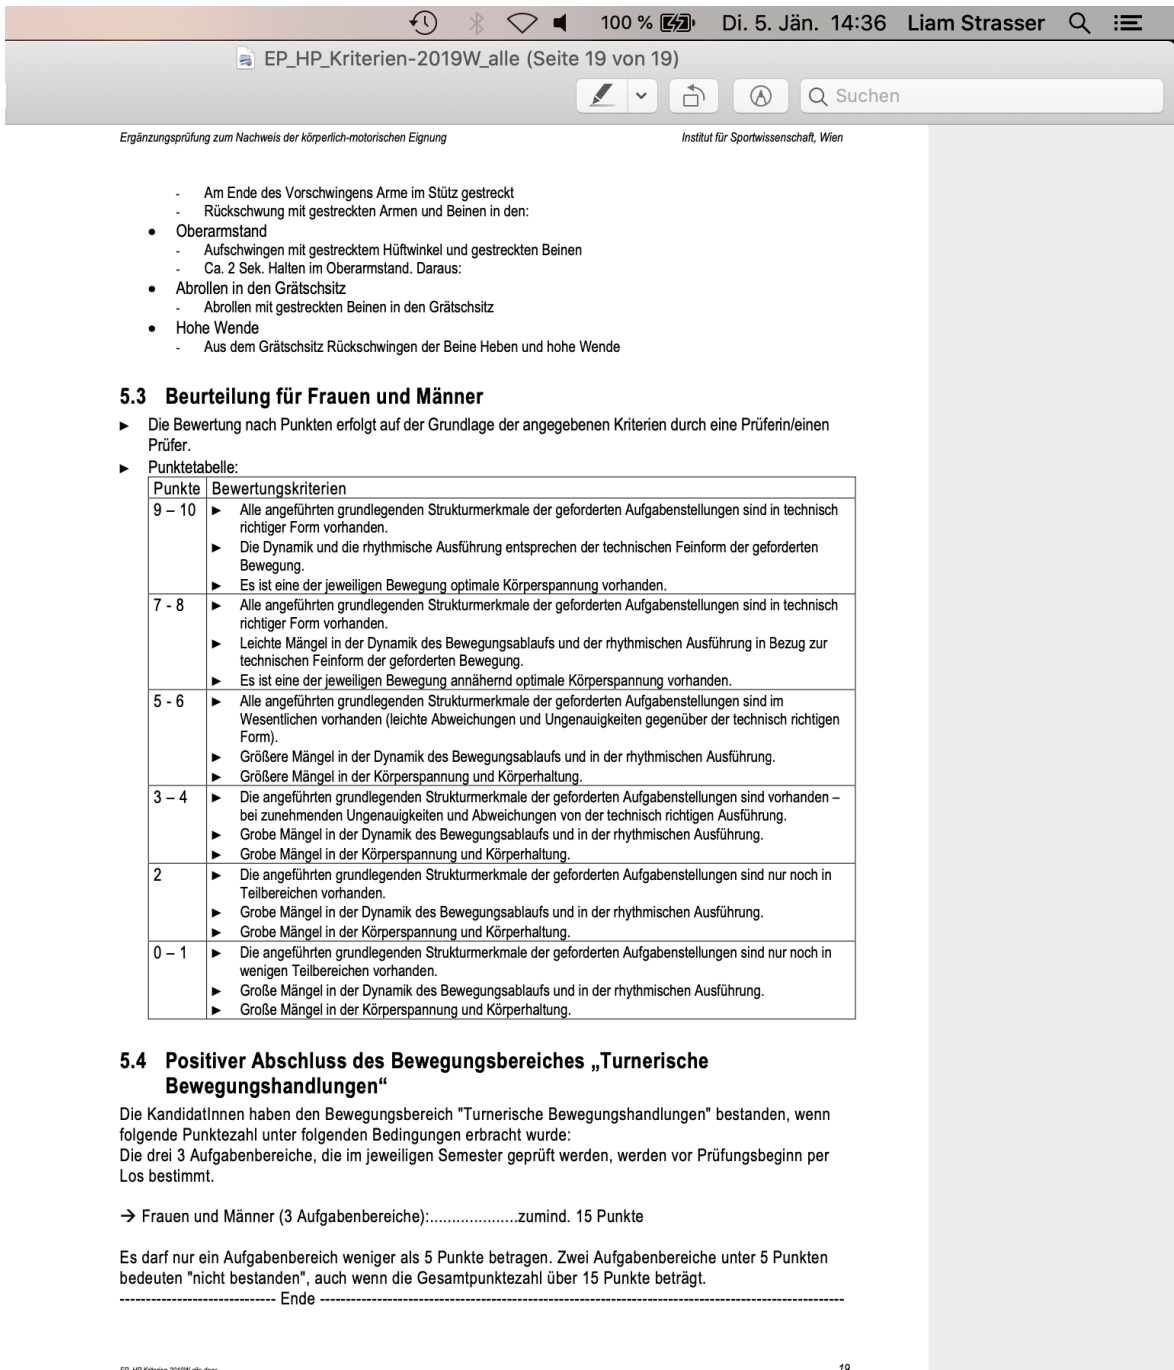 100 % Di. 5. Jän. 14:36 Liam Strasser
EP_HP_Kriterien-2019W_alle (Seite 19 von 19)
Suchen
Ergänzungsprüfung zum Nachweis der körperlich-motorischen Eignung Institut für Sportwissenschaft, Wien
- Am Ende des Vorschwingens Arme im Stütz gestreckt
- Rückschwung mit gestreckten Armen und Beinen in den:
• Oberarmstand
- Aufschwingen mit gestrecktem Hüftwinkel und gestreckten Beinen
- Ca. 2 Sek. Halten im Oberarmstand. Daraus:
• Abrollen in den Grätschsitz
- Abrollen mit gestreckten Beinen in den Grätschsitz
• Hohe Wende
- Aus dem Grätschsitz Rückschwingen der Beine Heben und hohe Wende
5.3 Beurteilung für Frauen und Männer
► Die Bewertung nach Punkten erfolgt auf der Grundlage der angegebenen Kriterien durch eine Prüferin/einen
Prüfer.
► Punktetabelle:
Punkte Bewertungskriterien
9 – 10 ► Alle angeführten grundlegenden Strukturmerkmale der geforderten Aufgabenstellungen sind in technisch
richtiger Form vorhanden.
► Die Dynamik und die rhythmische Ausführung entsprechen der technischen Feinform der geforderten
Bewegung.
► Es ist eine der jeweiligen Bewegung optimale Körperspannung vorhanden.
7 - 8 ► Alle angeführten grundlegenden Strukturmerkmale der geforderten Aufgabenstellungen sind in technisch
richtiger Form vorhanden.
► Leichte Mängel in der Dynamik des Bewegungsablaufs und der rhythmischen Ausführung in Bezug zur
technischen Feinform der geforderten Bewegung.
► Es ist eine der jeweiligen Bewegung annähernd optimale Körperspannung vorhanden.
5 - 6 ► Alle angeführten grundlegenden Strukturmerkmale der geforderten Aufgabenstellungen sind im
Wesentlichen vorhanden (leichte Abweichungen und Ungenauigkeiten gegenüber der technisch richtigen
Form).
► Größere Mängel in der Dynamik des Bewegungsablaufs und in der rhythmischen Ausführung.
► Größere Mängel in der Körperspannung und Körperhaltung.
3 – 4 ► Die angeführten grundlegenden Strukturmerkmale der geforderten Aufgabenstellungen sind vorhanden –
bei zunehmenden Ungenauigkeiten und Abweichungen von der technisch richtigen Ausführung.
► Grobe Mängel in der Dynamik des Bewegungsablaufs und in der rhythmischen Ausführung.
► Grobe Mängel in der Körperspannung und Körperhaltung.
2 ► Die angeführten grundlegenden Strukturmerkmale der geforderten Aufgabenstellungen sind nur noch in
Teilbereichen vorhanden.
► Grobe Mängel in der Dynamik des Bewegungsablaufs und in der rhythmischen Ausführung.
► Grobe Mängel in der Körperspannung und Körperhaltung.
0 – 1 ► Die angeführten grundlegenden Strukturmerkmale der geforderten Aufgabenstellungen sind nur noch in
wenigen Teilbereichen vorhanden.
► Große Mängel in der Dynamik des Bewegungsablaufs und in der rhythmischen Ausführung.
► Große Mängel in der Körperspannung und Körperhaltung.
5.4 Positiver Abschluss des Bewegungsbereiches „Turnerische
Bewegungshandlungen“
Die KandidatInnen haben den Bewegungsbereich "Turnerische Bewegungshandlungen" bestanden, wenn
folgende Punktezahl unter folgenden Bedingungen erbracht wurde:
Die drei 3 Aufgabenbereiche, die im jeweiligen Semester geprüft werden, werden vor Prüfungsbeginn per
Los bestimmt.
→ Frauen und Männer (3 Aufgabenbereiche):....................zumind. 15 Punkte
Es darf nur ein Aufgabenbereich weniger als 5 Punkte betragen. Zwei Aufgabenbereiche unter 5 Punkten
bedeuten "nicht bestanden", auch wenn die Gesamtpunktezahl über 15 Punkte beträgt.
------------------------------ Ende ----------------------------------------------------------------------------------------------------
19